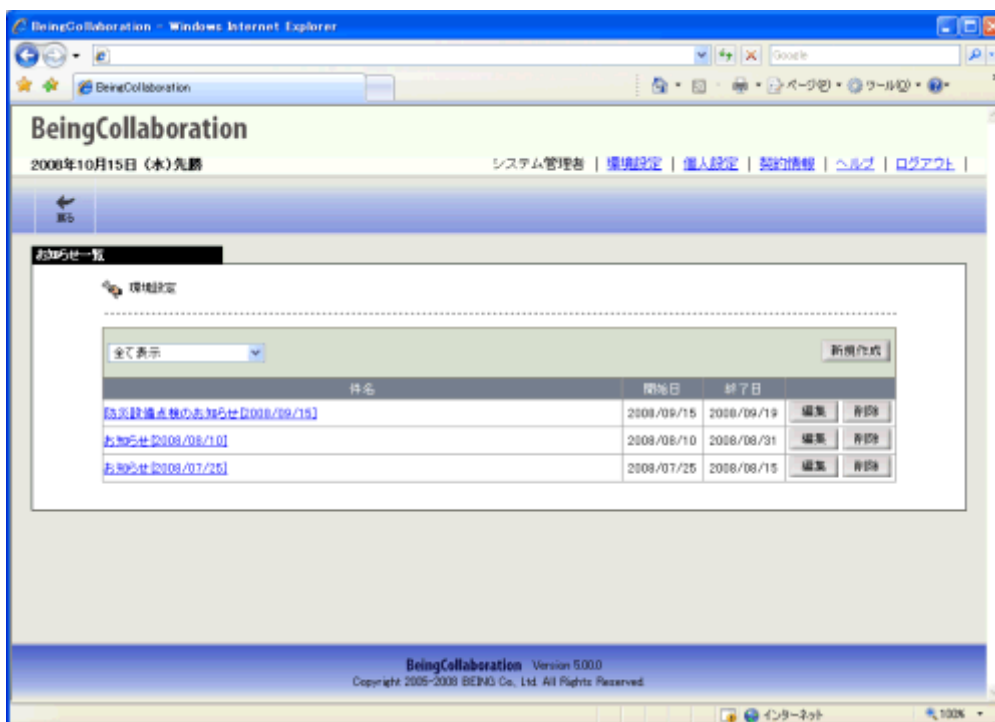 BeingCollaboration - Windows Internet Explorer
Google
BeingCollaboration
ページ(P) ツール(O)
BeingCollaboration
2008年10月15日 (水)先勝
システム管理者 | 環境設定 | 個人設定 | 契約情報 | ヘルプ | ログアウト |
戻る
お知らせ一覧
環境設定
全て表示
新規作成
件名 開始日 終了日
防災設備点検のお知らせ[2008/09/15] 2008/09/15 2008/09/19 編集 削除
お知らせ[2008/08/10] 2008/08/10 2008/08/31 編集 削除
お知らせ[2008/07/25] 2008/07/25 2008/08/15 編集 削除
BeingCollaboration Version 5.00.0
Copyright 2005-2008 BEING Co., Ltd. All Rights Reserved.
インターネット 100%